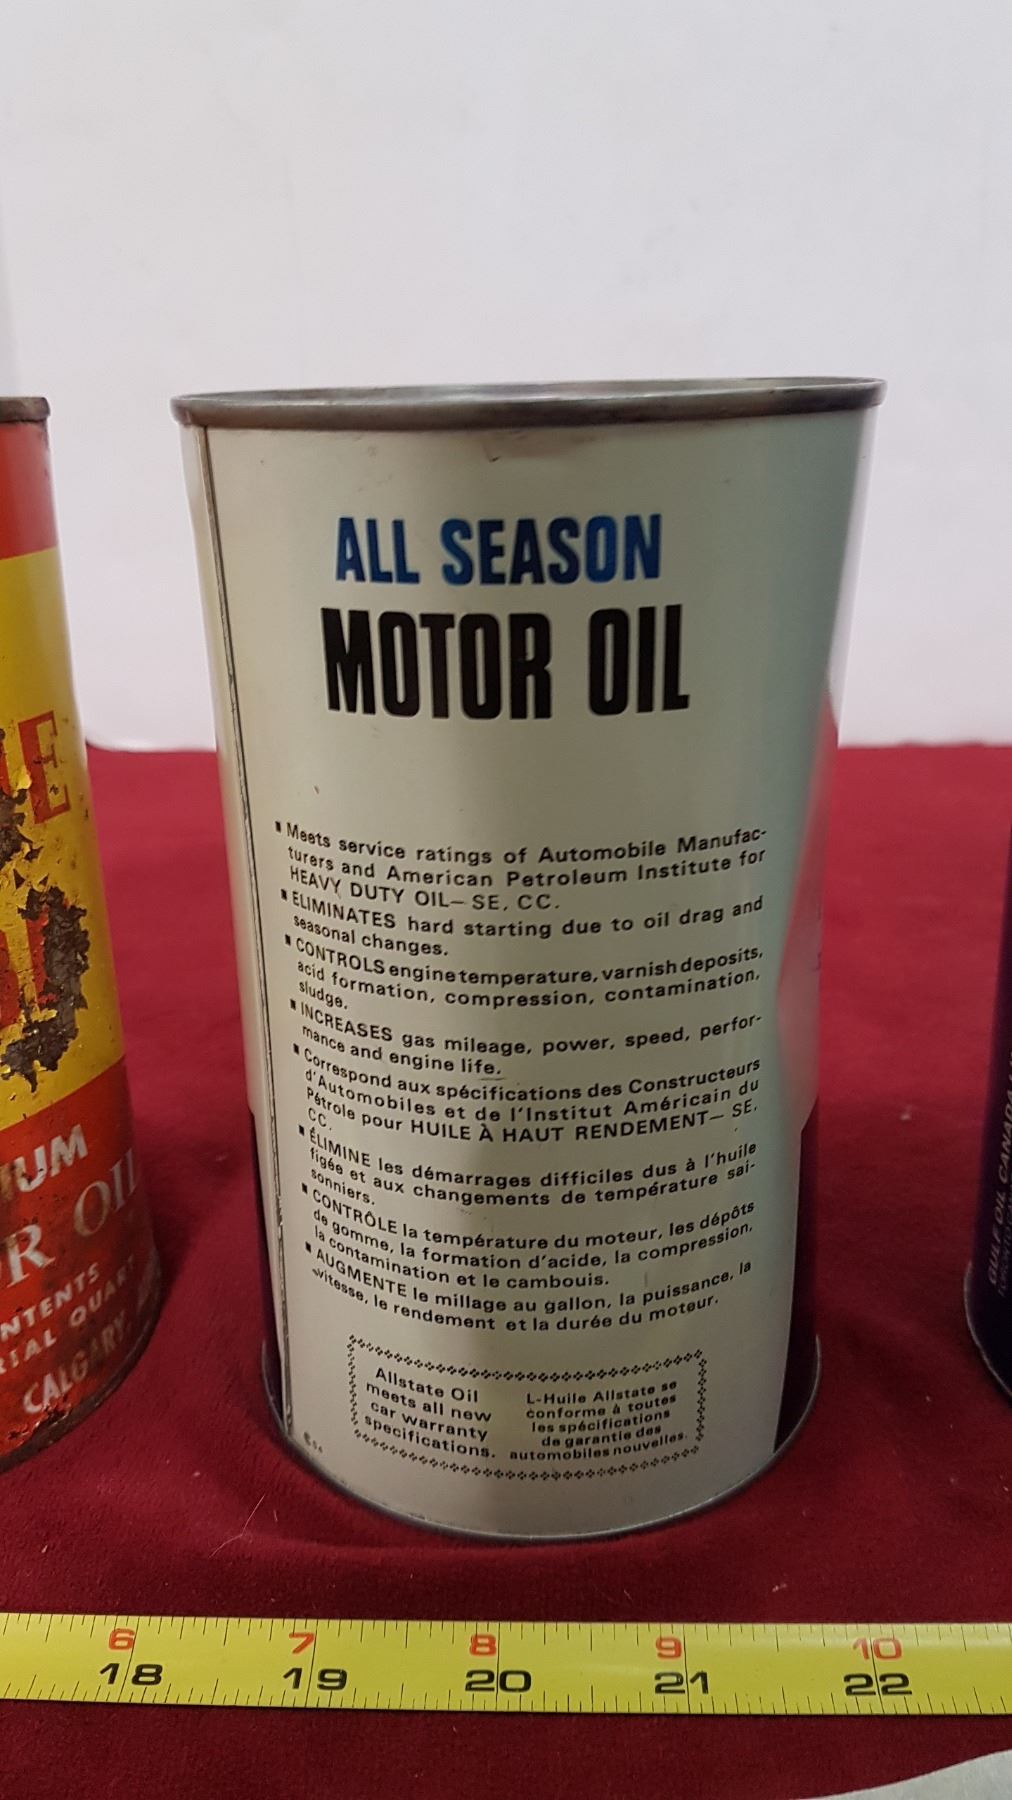 ALL SEASON
MOTOR OIL
▪ Meets service ratings of Automobile Manufac-
turers and American Petroleum Institute for
HEAVY DUTY OIL— SE, CC.
▪ ELIMINATES hard starting due to oil drag and
seasonal changes.
▪ CONTROLS engine temperature, varnish deposits,
acid formation, compression, contamination,
sludge.
▪ INCREASES gas mileage, power, speed, perfor-
mance and engine life.
▪ Correspond aux spécifications des Constructeurs
d'Automobiles et de l'Institut Américain du
Pétrole pour HUILE À HAUT RENDEMENT— SE,
CC.
▪ ÉLIMINE les démarrages difficiles dus à l'huile
figée et aux changements de température sai-
sonniers.
▪ CONTRÔLE la température du moteur, les dépôts
de gomme, la formation d'acide, la compression,
la contamination et le cambouis.
▪ AUGMENTE le millage au gallon, la puissance, la
vitesse, le rendement et la durée du moteur.
Allstate Oil
meets all new
car warranty
specifications.
L-Huile Allstate se
conforme à toutes
les spécifications
de garantie des
automobiles nouvelles.
E
IUM
R OIL
NTENTS
RIAL QUART
CALGARY,
GULF OIL CANADA
6 7 8 9 10
18 19 20 21 22